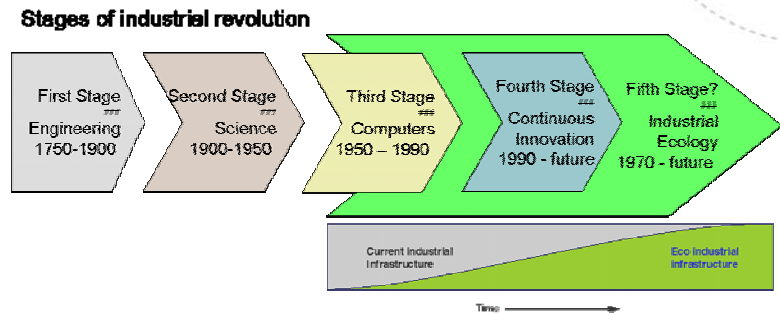 Stages of industrial revolution
First Stage
###
Engineering
1750-1900
Second Stage
###
Science
1900-1950
Third Stage
###
Computers
1950 – 1990
Fourth Stage
###
Continuous
Innovation
1990 - future
Fifth Stage?
###
Industrial
Ecology
1970 - future
Current industrial
Infrastructure
Eco industrial
infrastructure
Time